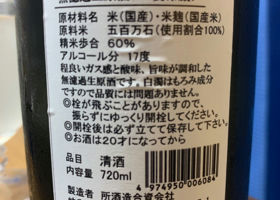 原材料名 米(国産)・米麹(国産米)
原料米 五百万石(使用割合100%)
精米歩合 60%
アルコール分 17度
程良いガス感と酸味、旨味が調和した
無濾過生原酒です。白濁はもろみ成分
ですので品質には問題ありません。
○栓が飛ぶことがありますので、
振らずにゆっくり開栓してください。
○開栓後は必ず立てて保存して下さい。
○お酒は20才になってから
品目 清酒
内容量 720ml
4 974950 006084
製造者 所酒造合資会社